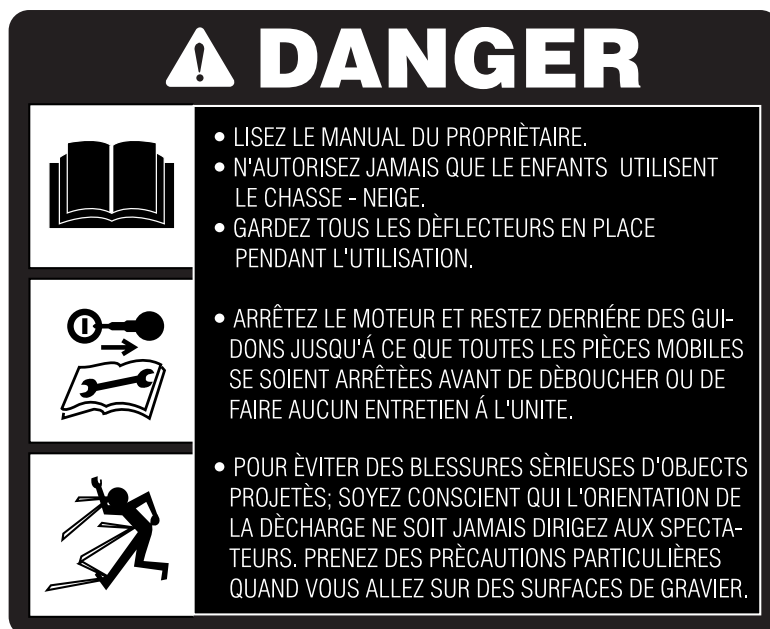 DANGER
• LISEZ LE MANUAL DU PROPRIÈTAIRE.
• N'AUTORISEZ JAMAIS QUE LE ENFANTS UTILISENT
LE CHASSE - NEIGE.
• GARDEZ TOUS LES DÈFLECTEURS EN PLACE
PENDANT L'UTILISATION.
• ARRÊTEZ LE MOTEUR ET RESTEZ DERRIÉRE DES GUI-
DONS JUSQU'Á CE QUE TOUTES LES PIÈCES MOBILES
SE SOIENT ARRÊTÈES AVANT DE DÈBOUCHER OU DE
FAIRE AUCUN ENTRETIEN Á L'UNITE.
• POUR ÈVITER DES BLESSURES SÈRIEUSES D'OBJECTS
PROJETÈS; SOYEZ CONSCIENT QUI L'ORIENTATION DE
LA DÈCHARGE NE SOIT JAMAIS DIRIGEZ AUX SPECTA-
TEURS. PRENEZ DES PRÈCAUTIONS PARTICULIÈRES
QUAND VOUS ALLEZ SUR DES SURFACES DE GRAVIER.